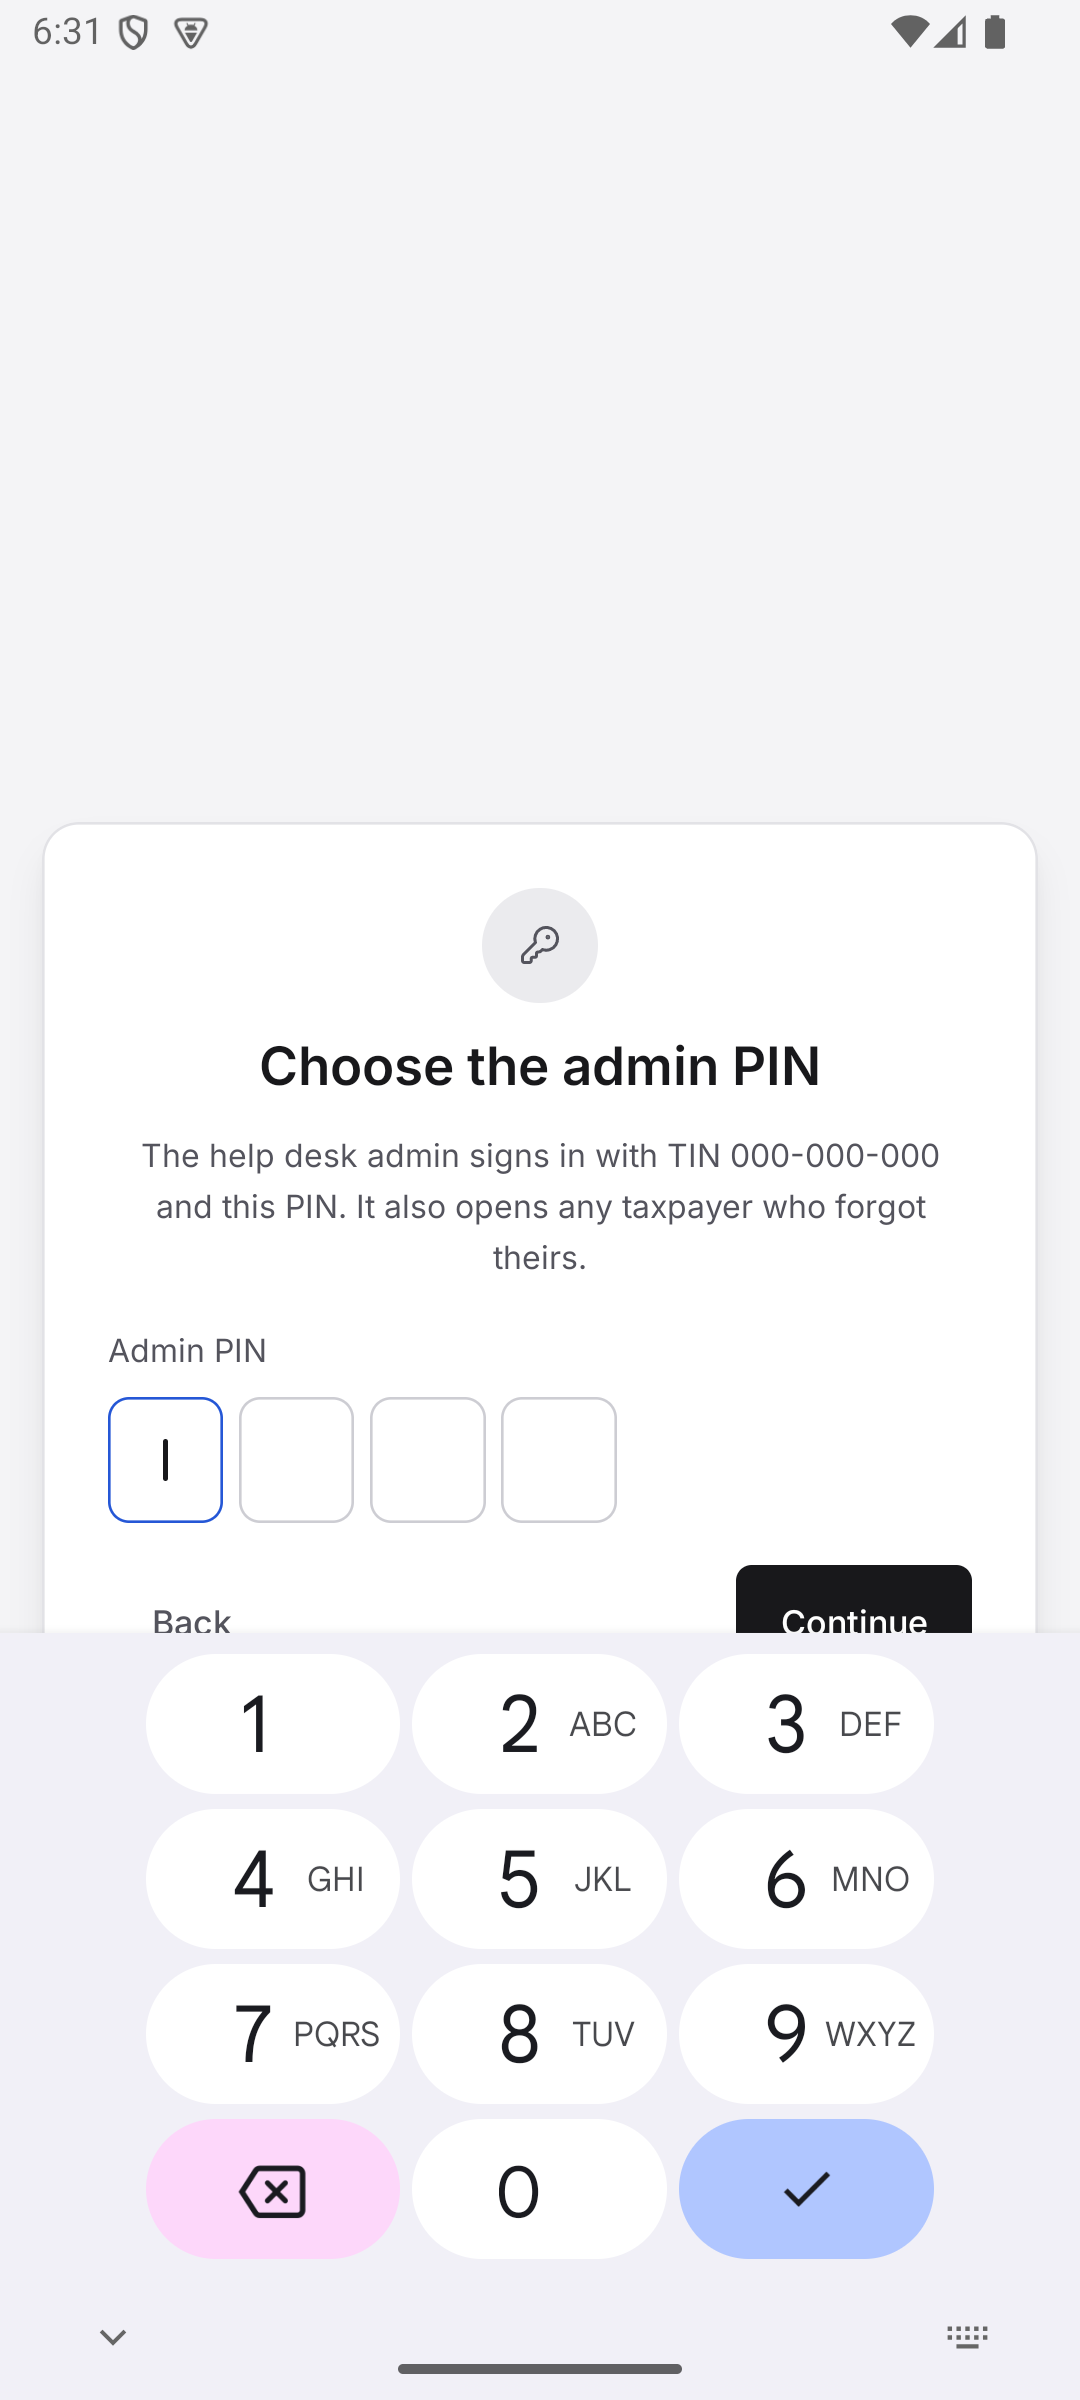 6:31
Choose the admin PIN
The help desk admin signs in with TIN 000-000-000
and this PIN. It also opens any taxpayer who forgot
theirs.
Admin PIN
Back
Continue
1
2 ABC
3 DEF
4 GHI
5 JKL
6 MNO
7 PQRS
8 TUV
9 WXYZ
0